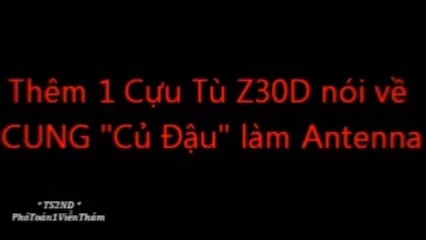 Thêm 1 Cựu Tù Z30D nói về
CUNG "Củ Đậu" làm Antenna
* TS2ND *
PhóToán1ViễnThám